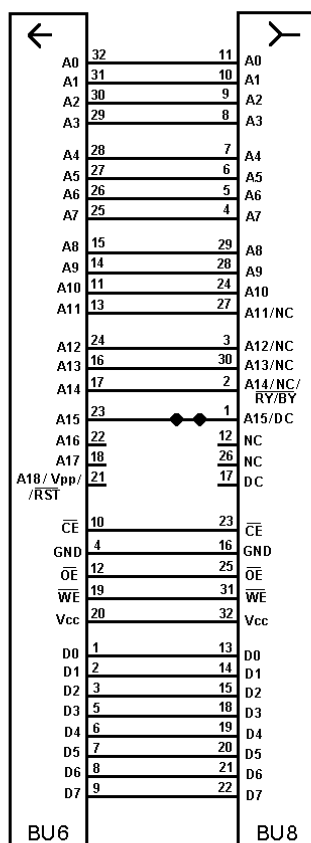 A0 32 11 A0
A1 31 10 A1
A2 30 9 A2
A3 29 8 A3
A4 28 7 A4
A5 27 6 A5
A6 26 5 A6
A7 25 4 A7
A8 15 29 A8
A9 14 28 A9
A10 11 24 A10
A11 13 27 A11/NC
A12 24 3 A12/NC
A13 16 30 A13/NC
A14 17 2 A14/NC/
RY/BY
A15 23 1 A15/DC
A16 22 12 NC
A17 18 26 NC
A18/Vpp/ 21 17 DC
/RST
CE 10 23 CE
GND 4 16 GND
OE 12 25 OE
WE 19 31 WE
Vcc 20 32 Vcc
D0 1 13 D0
D1 2 14 D1
D2 3 15 D2
D3 5 18 D3
D4 6 19 D4
D5 7 20 D5
D6 8 21 D6
D7 9 22 D7
BU6 BU8